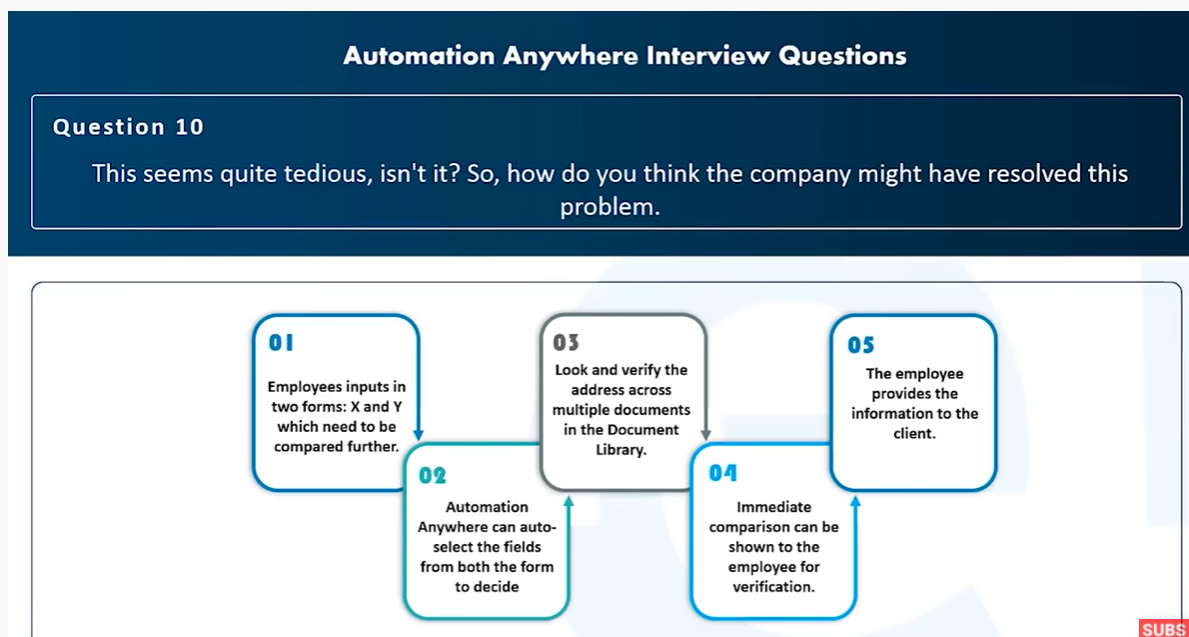 Automation Anywhere Interview Questions
Question 10
This seems quite tedious, isn't it? So, how do you think the company might have resolved this
problem.
01
Employees inputs in
two forms: X and Y
which need to be
compared further.
02
Automation
Anywhere can auto-
select the fields
from both the form
to decide
03
Look and verify the
address across
multiple documents
in the Document
Library.
04
Immediate
comparison can be
shown to the
employee for
verification.
05
The employee
provides the
information to the
client.
SUBS